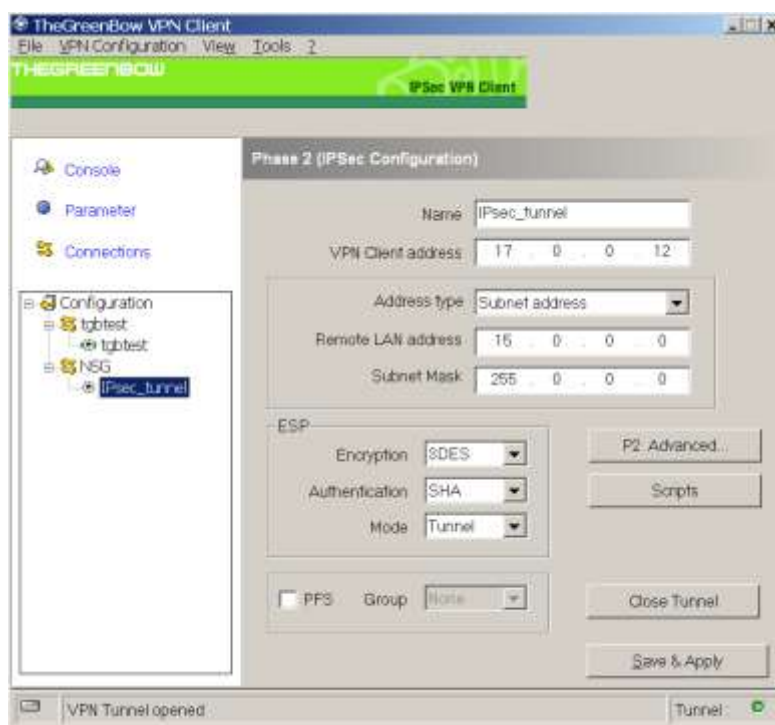 TheGreenBow VPN Client
File VPN Configuration View Tools ?
THEGREENBOW
IPSec VPN Client
Console
Parameter
Connections
Configuration
tgbtest
tgbtest
NSG
IPsec_tunnel
Phase 2 (IPSec Configuration)
Name IPsec_tunnel
VPN Client address 17 . 0 . 0 . 12
Address type Subnet address
Remote LAN address 15 . 0 . 0 . 0
Subnet Mask 255 . 0 . 0 . 0
ESP
Encryption 3DES
Authentication SHA
Mode Tunnel
P2 Advanced...
Scripts
PFS Group None
Close Tunnel
Save & Apply
VPN Tunnel opened
Tunnel :